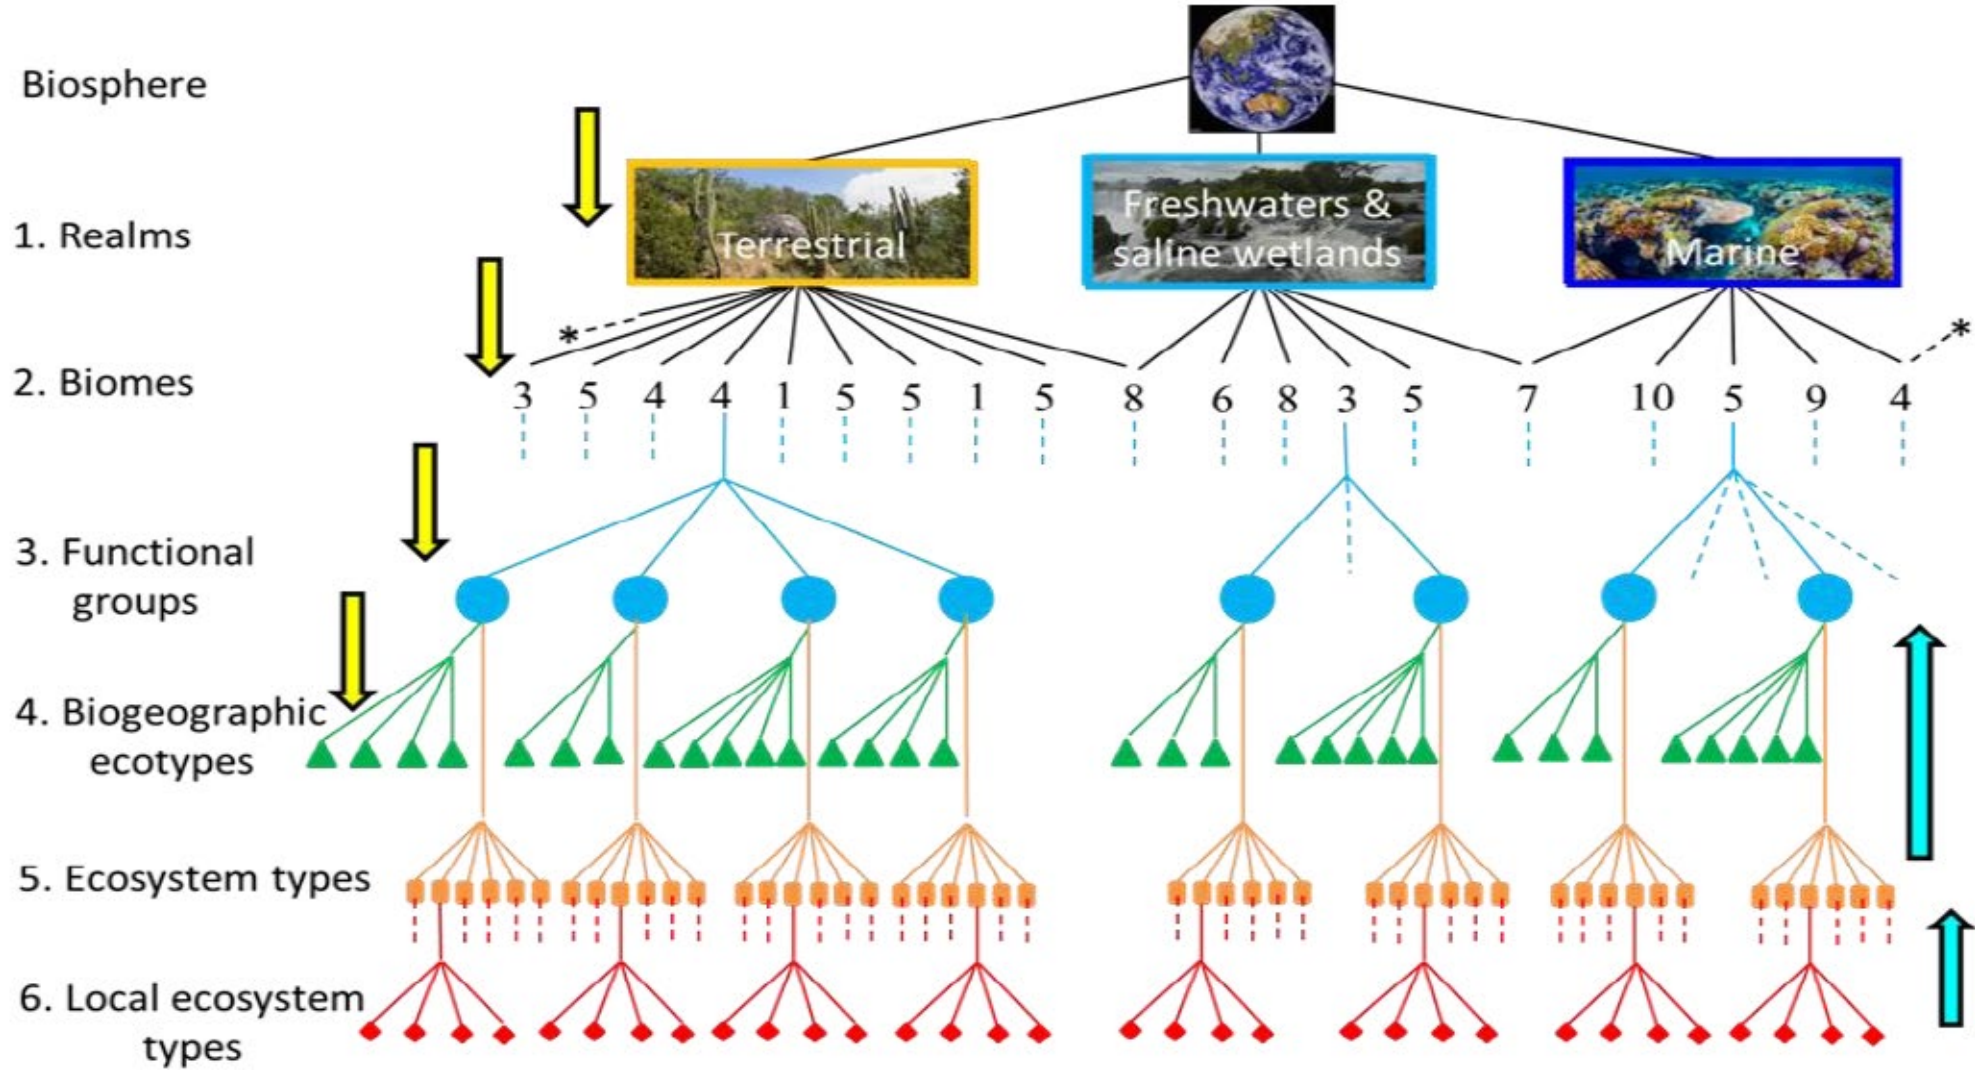 Biosphere
1. Realms
Terrestrial
Freshwaters &
saline wetlands
Marine
* *
2. Biomes
3 5 4 4 1 5 5 1 5 8 6 8 3 5 7 10 5 9 4
3. Functional
groups
4. Biogeographic
ecotypes
5. Ecosystem types
6. Local ecosystem
types